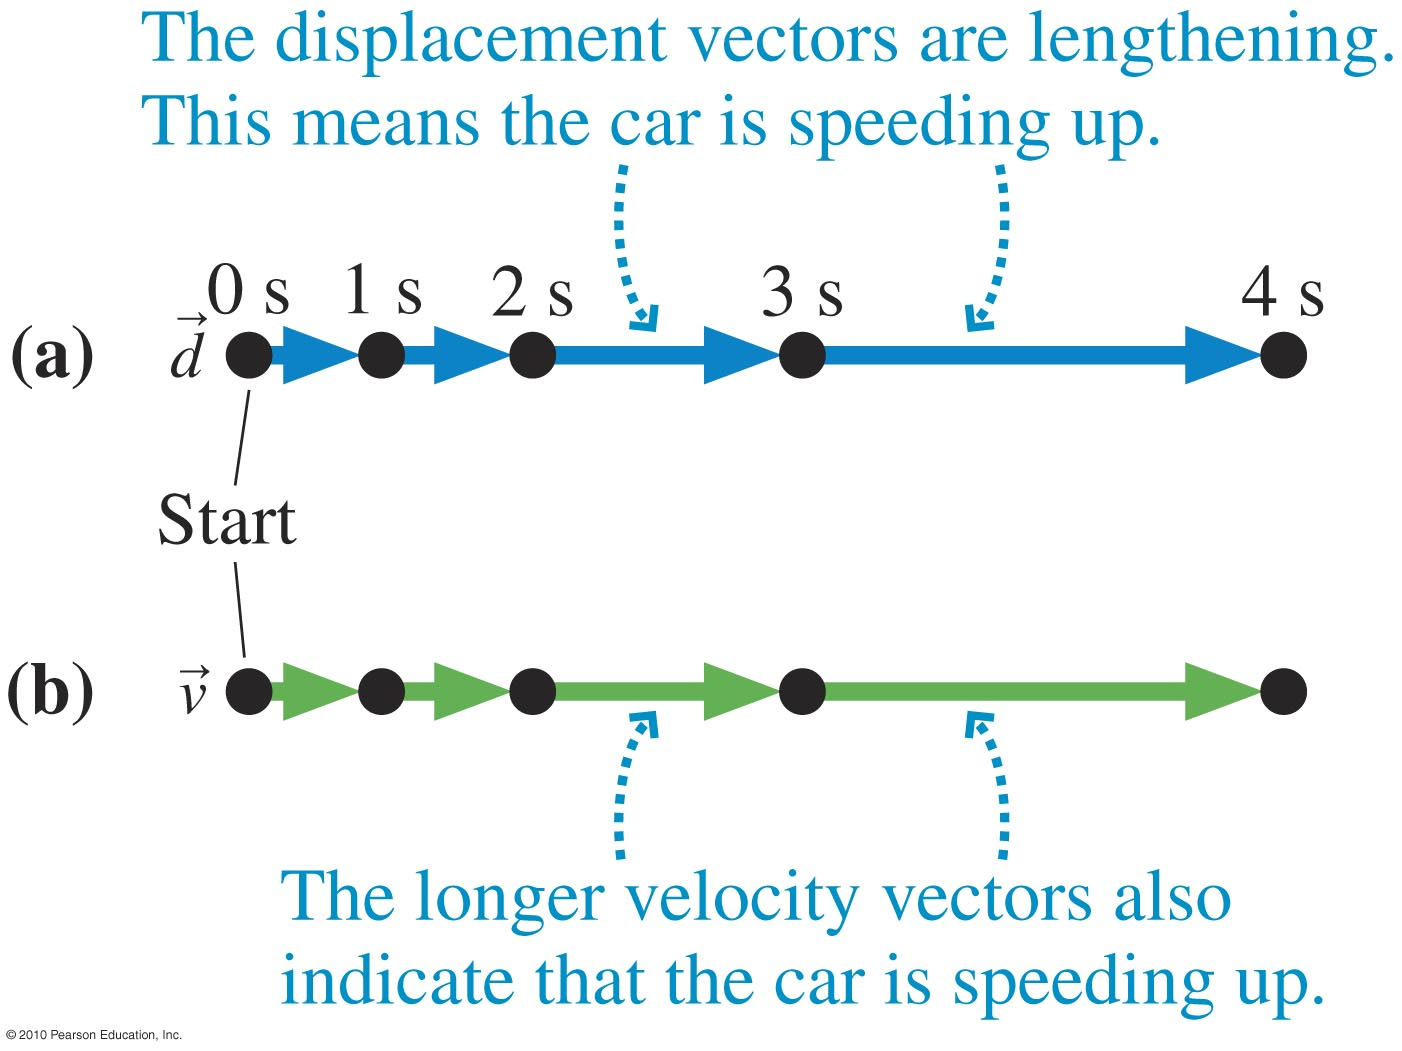 The displacement vectors are lengthening.
This means the car is speeding up.
0 s 1 s 2 s 3 s 4 s
(a) d⃗
Start
(b) v⃗
The longer velocity vectors also
indicate that the car is speeding up.
© 2010 Pearson Education, Inc.